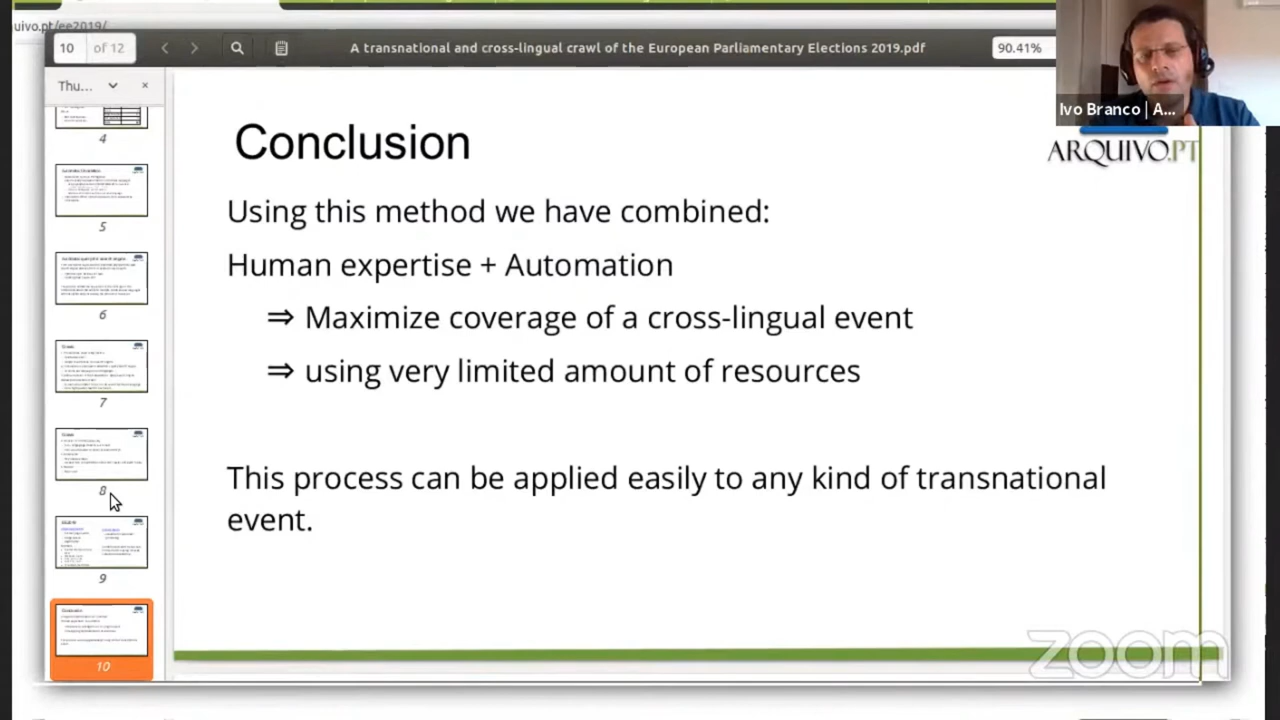 uivo.pt/ee2019/
10 of 12
A transnational and cross-lingual crawl of the European Parliamentary Elections 2019.pdf
90.41%
Ivo Branco | A...
Thu...
4
5
6
7
8
9
10
ARQUIVO.PT
Conclusion
Using this method we have combined:
Human expertise + Automation
⇒ Maximize coverage of a cross-lingual event
⇒ using very limited amount of resources
This process can be applied easily to any kind of transnational
event.
zoom